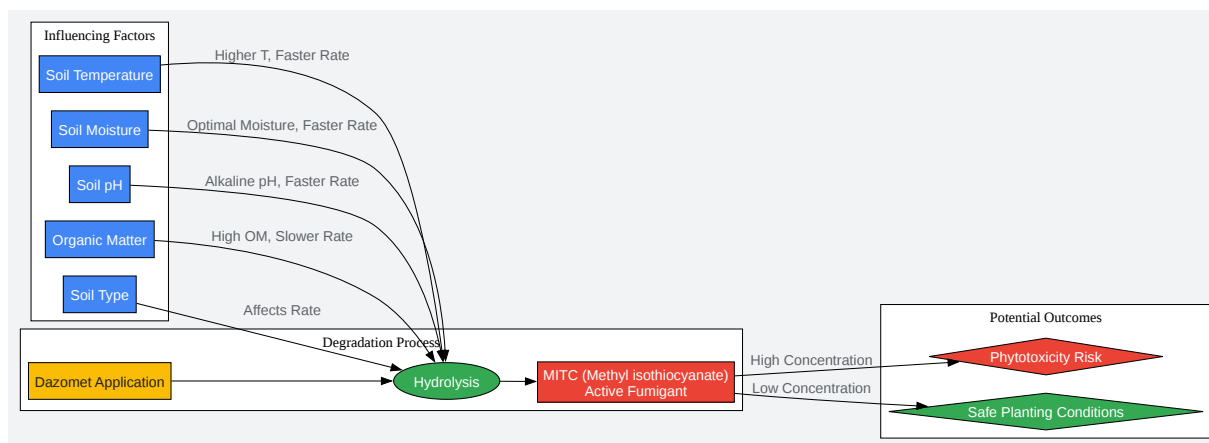 Influencing Factors
Soil Temperature
Higher T, Faster Rate
Soil Moisture
Optimal Moisture, Faster Rate
Soil pH
Alkaline pH, Faster Rate
Organic Matter
High OM, Slower Rate
Soil Type
Affects Rate
Degradation Process
Dazomet Application
Hydrolysis
MITC (Methyl isothiocyanate)
Active Fumigant
High Concentration
Low Concentration
Potential Outcomes
Phytotoxicity Risk
Safe Planting Conditions